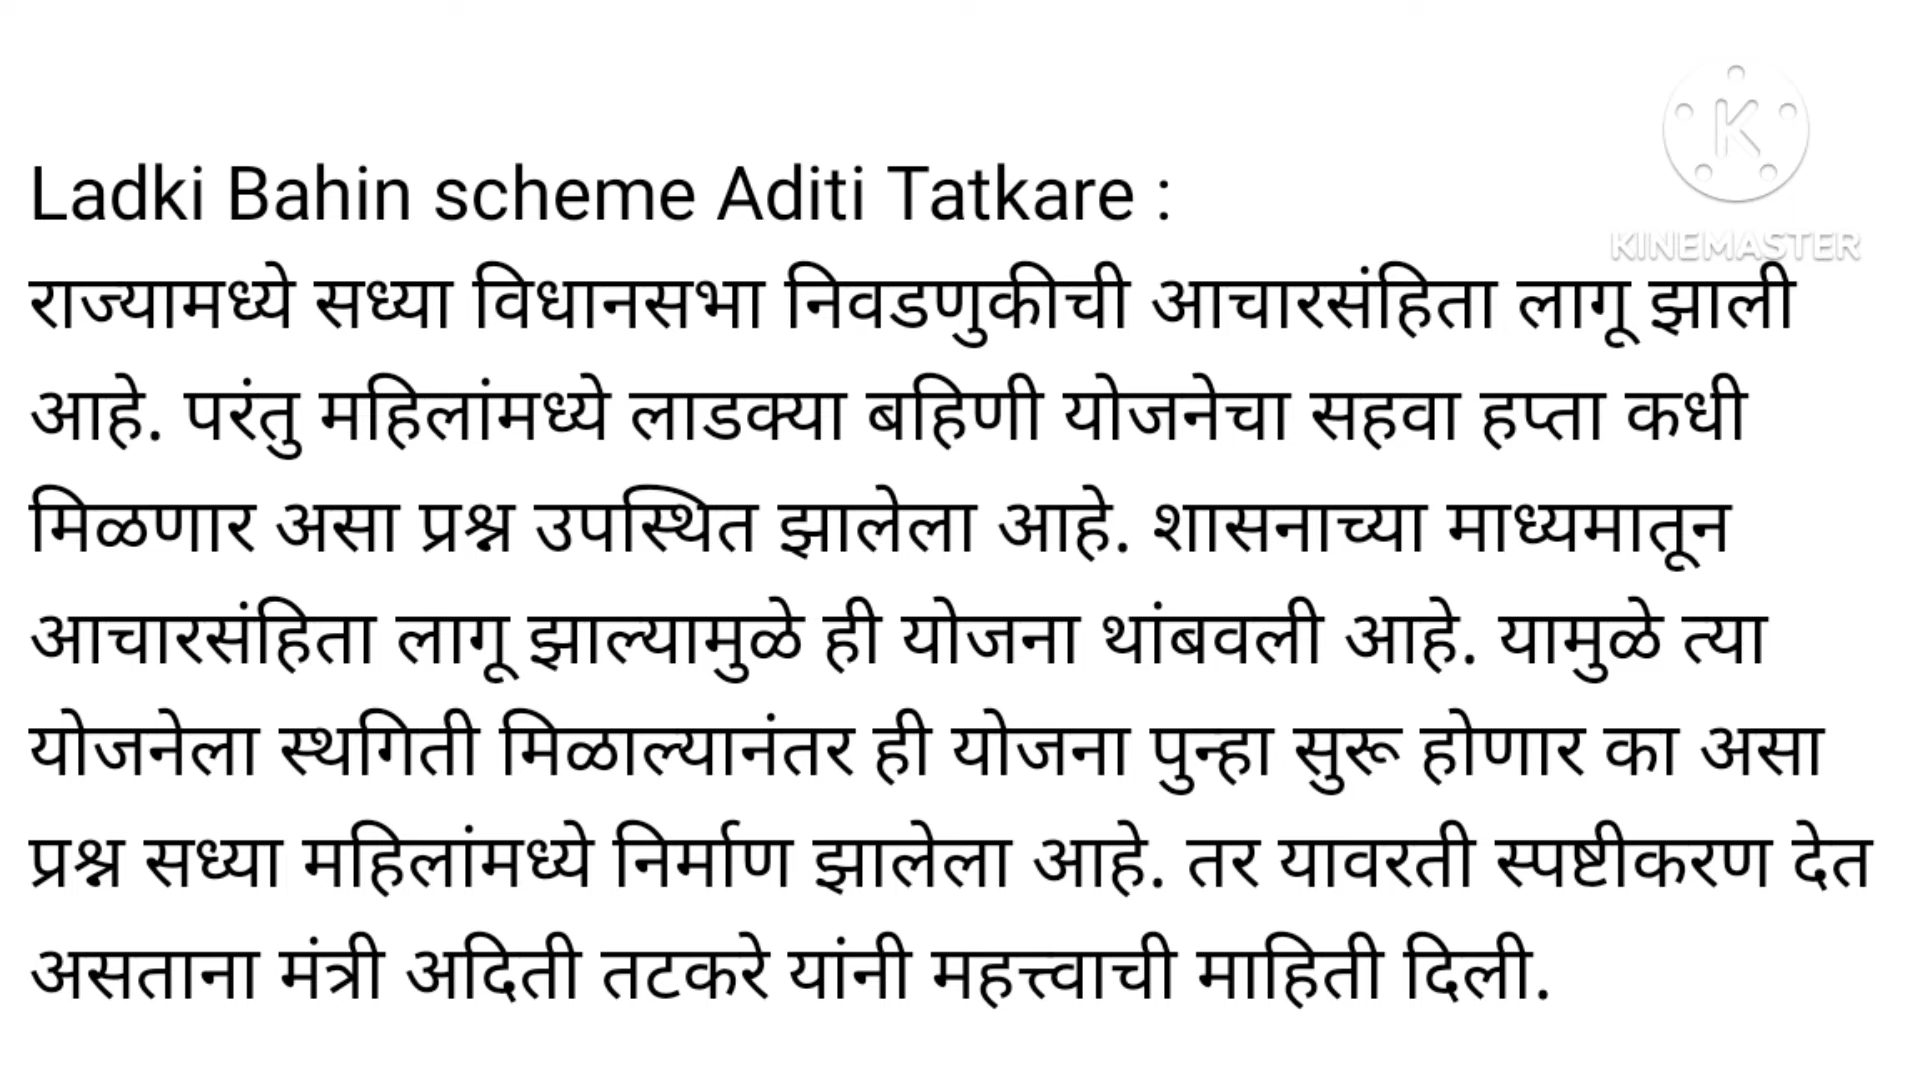 K
KINEMASTER
Ladki Bahin scheme Aditi Tatkare :
राज्यामध्ये सध्या विधानसभा निवडणुकीची आचारसंहिता लागू झाली
आहे. परंतु महिलांमध्ये लाडक्या बहिणी योजनेचा सहवा हप्ता कधी
मिळणार असा प्रश्न उपस्थित झालेला आहे. शासनाच्या माध्यमातून
आचारसंहिता लागू झाल्यामुळे ही योजना थांबवली आहे. यामुळे त्या
योजनेला स्थगिती मिळाल्यानंतर ही योजना पुन्हा सुरू होणार का असा
प्रश्न सध्या महिलांमध्ये निर्माण झालेला आहे. तर यावरती स्पष्टीकरण देत
असताना मंत्री अदिती तटकरे यांनी महत्त्वाची माहिती दिली.